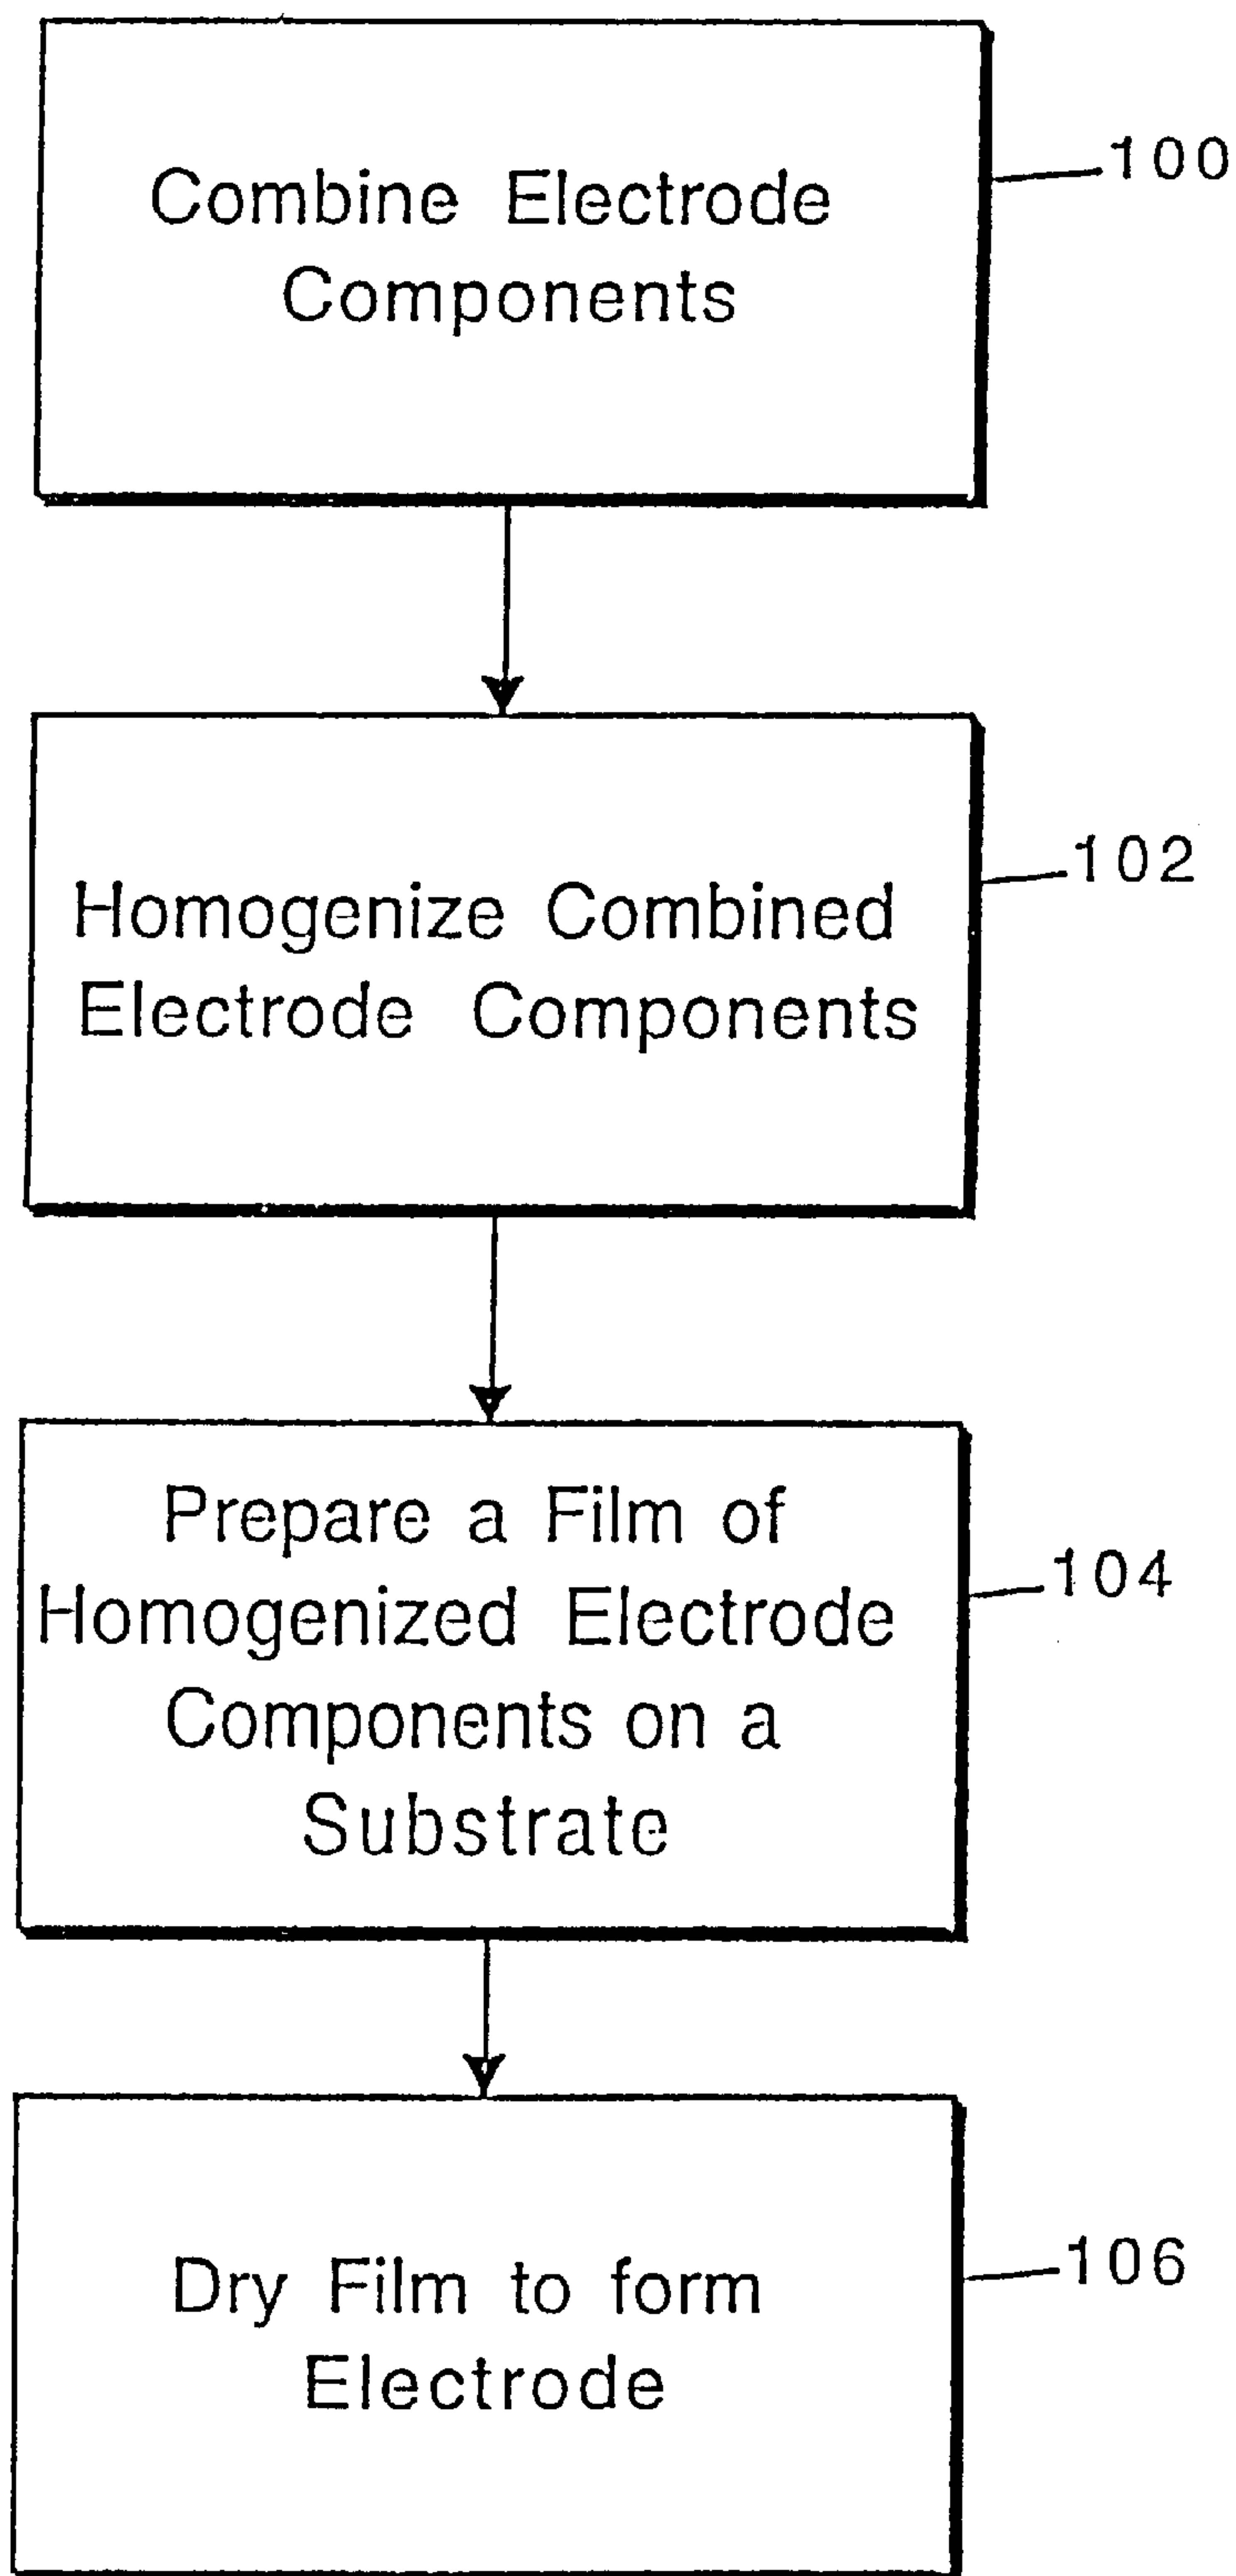 Combine Electrode
Components
100
Homogenize Combined
Electrode Components
102
Prepare a Film of
Homogenized Electrode
Components on a
Substrate
104
Dry Film to form
Electrode
106